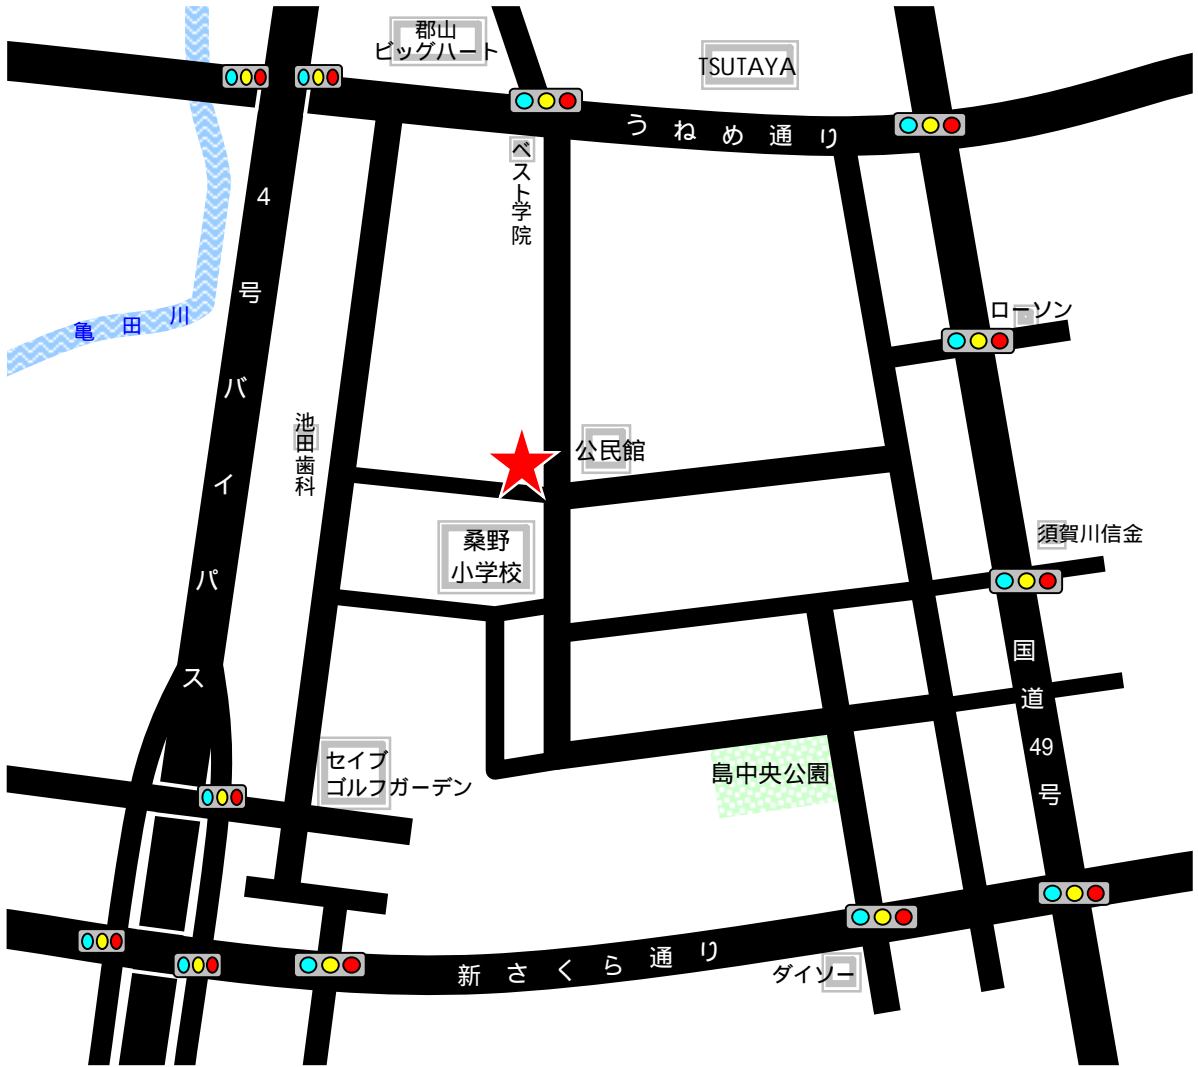 郡山
ビッグハート
TSUTAYA
うねめ通り
ベスト学院
4号バイパス
亀田川
ローソン
池田歯科
公民館
桑野
小学校
須賀川信金
国道49号
セイブ
ゴルフガーデン
島中央公園
新さくら通り
ダイソー